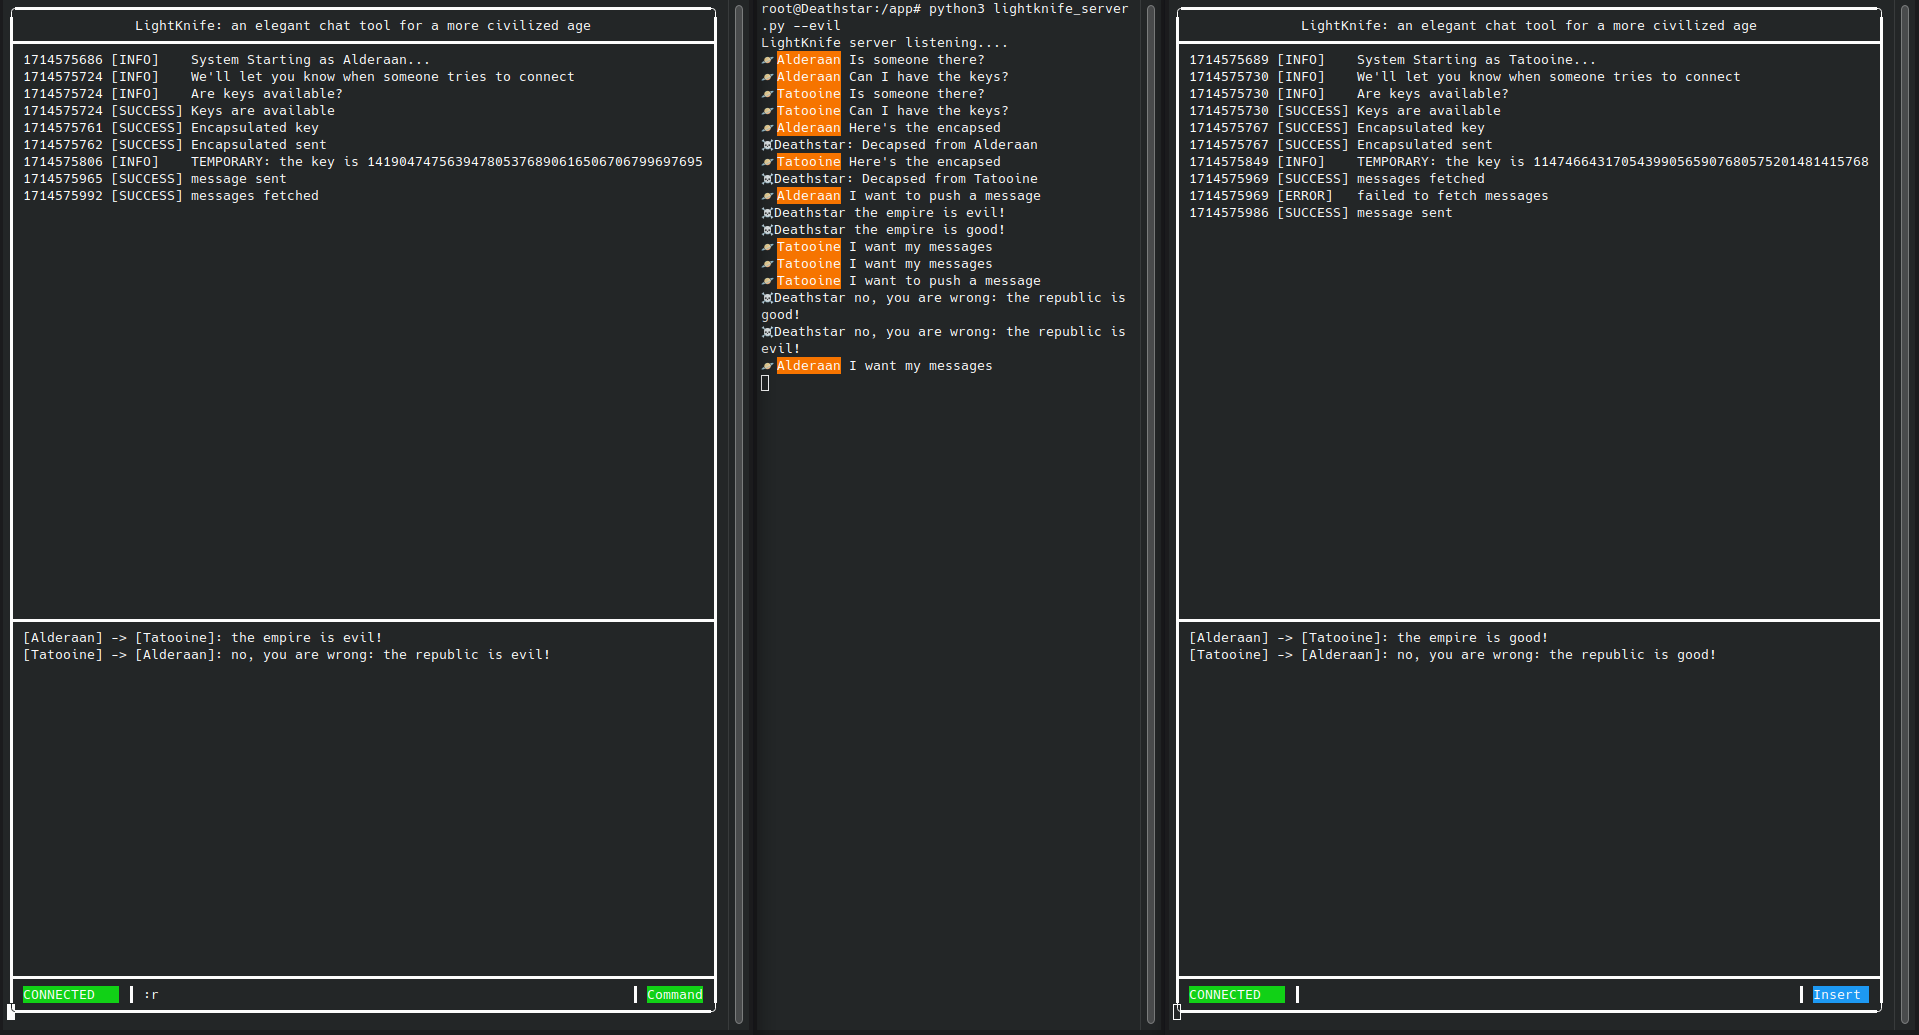 LightKnife: an elegant chat tool for a more civilized age
1714575686 [INFO] System Starting as Alderaan...
1714575724 [INFO] We'll let you know when someone tries to connect
1714575724 [INFO] Are keys available?
1714575724 [SUCCESS] Keys are available
1714575761 [SUCCESS] Encapsulated key
1714575762 [SUCCESS] Encapsulated sent
1714575806 [INFO] TEMPORARY: the key is 141904747563947805376890616506706799697695
1714575965 [SUCCESS] message sent
1714575992 [SUCCESS] messages fetched
[Alderaan] -> [Tatooine]: the empire is evil!
[Tatooine] -> [Alderaan]: no, you are wrong: the republic is evil!
CONNECTED :r Command
root@Deathstar:/app# python3 lightknife_server
.py --evil
LightKnife server listening....
Alderaan Is someone there?
Alderaan Can I have the keys?
Tatooine Is someone there?
Tatooine Can I have the keys?
Alderaan Here's the encapsed
Deathstar: Decapsed from Alderaan
Tatooine Here's the encapsed
Deathstar: Decapsed from Tatooine
Alderaan I want to push a message
Deathstar the empire is evil!
Deathstar the empire is good!
Tatooine I want my messages
Tatooine I want my messages
Tatooine I want to push a message
Deathstar no, you are wrong: the republic is
good!
Deathstar no, you are wrong: the republic is
evil!
Alderaan I want my messages
LightKnife: an elegant chat tool for a more civilized age
1714575689 [INFO] System Starting as Tatooine...
1714575730 [INFO] We'll let you know when someone tries to connect
1714575730 [INFO] Are keys available?
1714575730 [SUCCESS] Keys are available
1714575767 [SUCCESS] Encapsulated key
1714575767 [SUCCESS] Encapsulated sent
1714575849 [INFO] TEMPORARY: the key is 114746643170543990565907680575201481415768
1714575969 [SUCCESS] messages fetched
1714575969 [ERROR] failed to fetch messages
1714575986 [SUCCESS] message sent
[Alderaan] -> [Tatooine]: the empire is good!
[Tatooine] -> [Alderaan]: no, you are wrong: the republic is good!
CONNECTED Insert